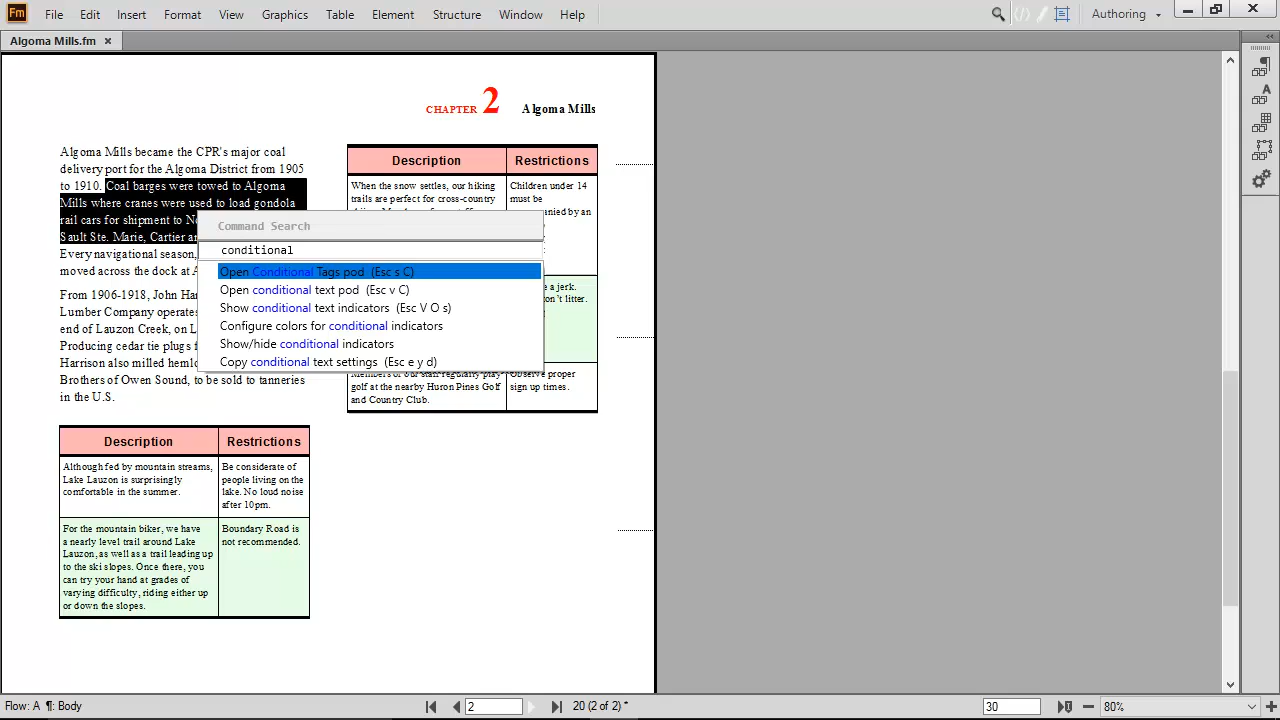 Fm File Edit Insert Format View Graphics Table Element Structure Window Help Authoring
Algoma Mills.fm
CHAPTER 2 Algoma Mills
Algoma Mills became the CPR's major coal
delivery port for the Algoma District from 1905
to 1910. Coal barges were towed to Algoma
Mills where cranes were used to load gondola
rail cars for shipment to
Sault Ste. Marie, Cartier
Every navigational season,
moved across the dock at
From 1906-1918, John
Lumber Company
end of Lauzon Creek, on
Producing cedar tie plugs
Harrison also milled
Brothers of Owen Sound, to be sold to tanneries
in the U.S.
Command Search
conditional
Open Conditional Tags pod (Esc s C)
Open conditional text pod (Esc v C)
Show conditional text indicators (Esc V O s)
Configure colors for conditional indicators
Show/hide conditional indicators
Copy conditional text settings (Esc e y d)
Description Restrictions
Although fed by mountain streams,
Lake Lauzon is surprisingly
comfortable in the summer.
Be considerate of
people living on the
lake. No loud noise
after 10pm.
For the mountain biker, we have
a nearly level trail around Lake
Lauzon, as well as a trail leading up
to the ski slopes. Once there, you
can try your hand at grades of
varying difficulty, riding either up
or down the slopes.
Boundary Road is
not recommended.
Description Restrictions
When the snow settles, our hiking
trails are perfect for cross-country
Children under 14
must be
by an
a jerk.
litter.
Members of our staff regularly play
golf at the nearby Huron Pines Golf
and Country Club.
Observe proper
sign up times.
Flow: A ¶: Body 2 20 (2 of 2) * 30 80%